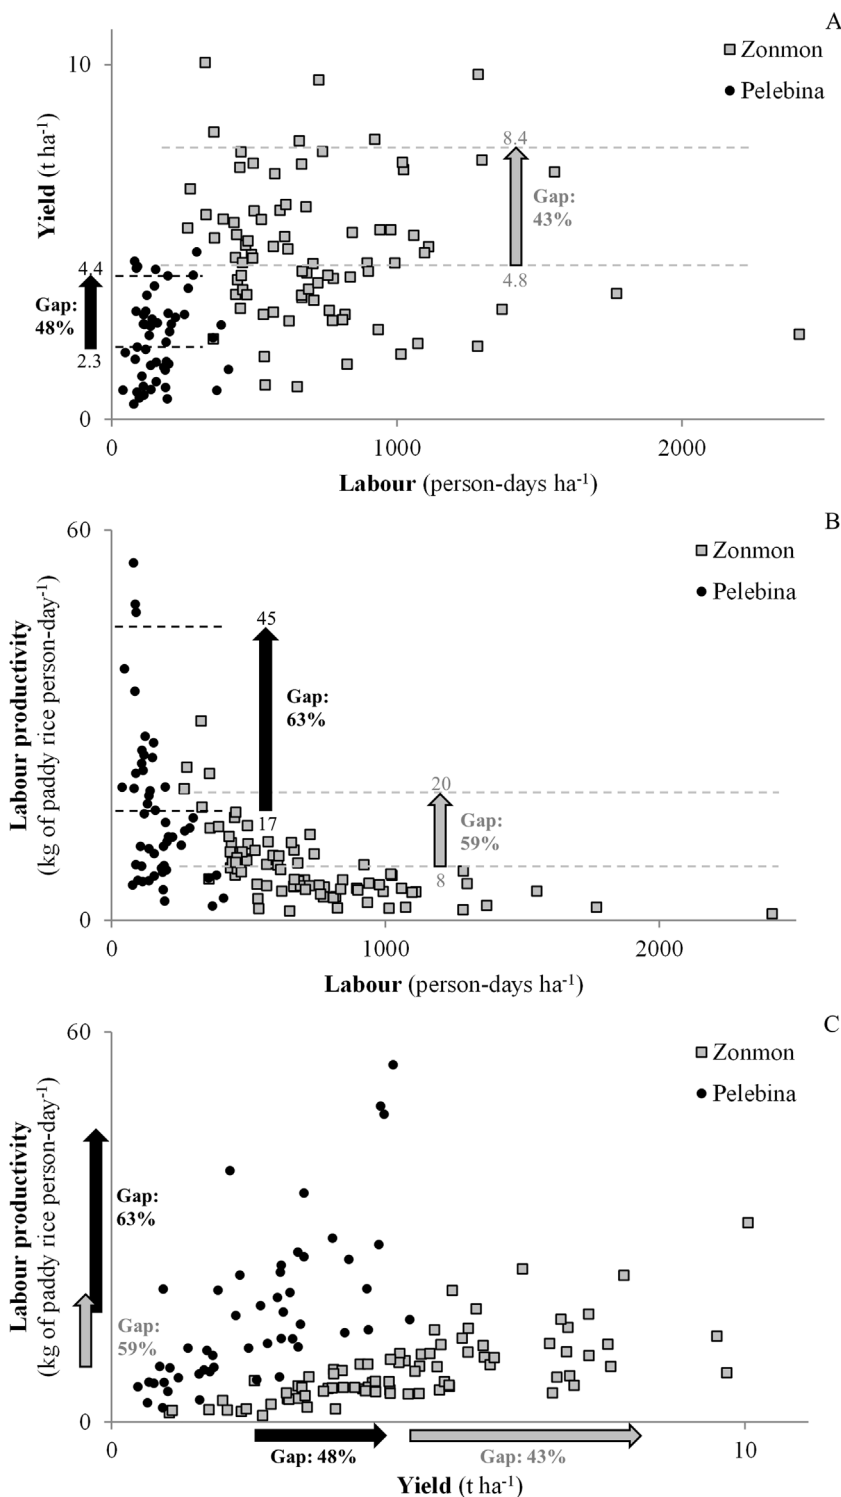 A
Zonmon
Pelebina
10
Yield (t ha⁻¹)
8.4
Gap:
43%
4.8
4.4
Gap:
48%
2.3
0
0
1000
2000
Labour (person-days ha⁻¹)
B
60
Zonmon
Pelebina
Labour productivity
(kg of paddy rice person-day⁻¹)
45
Gap:
63%
17
20
Gap:
59%
8
0
0
1000
2000
Labour (person-days ha⁻¹)
C
60
Zonmon
Pelebina
Labour productivity
(kg of paddy rice person-day⁻¹)
Gap:
63%
Gap:
59%
0
0
10
Gap: 48%
Gap: 43%
Yield (t ha⁻¹)